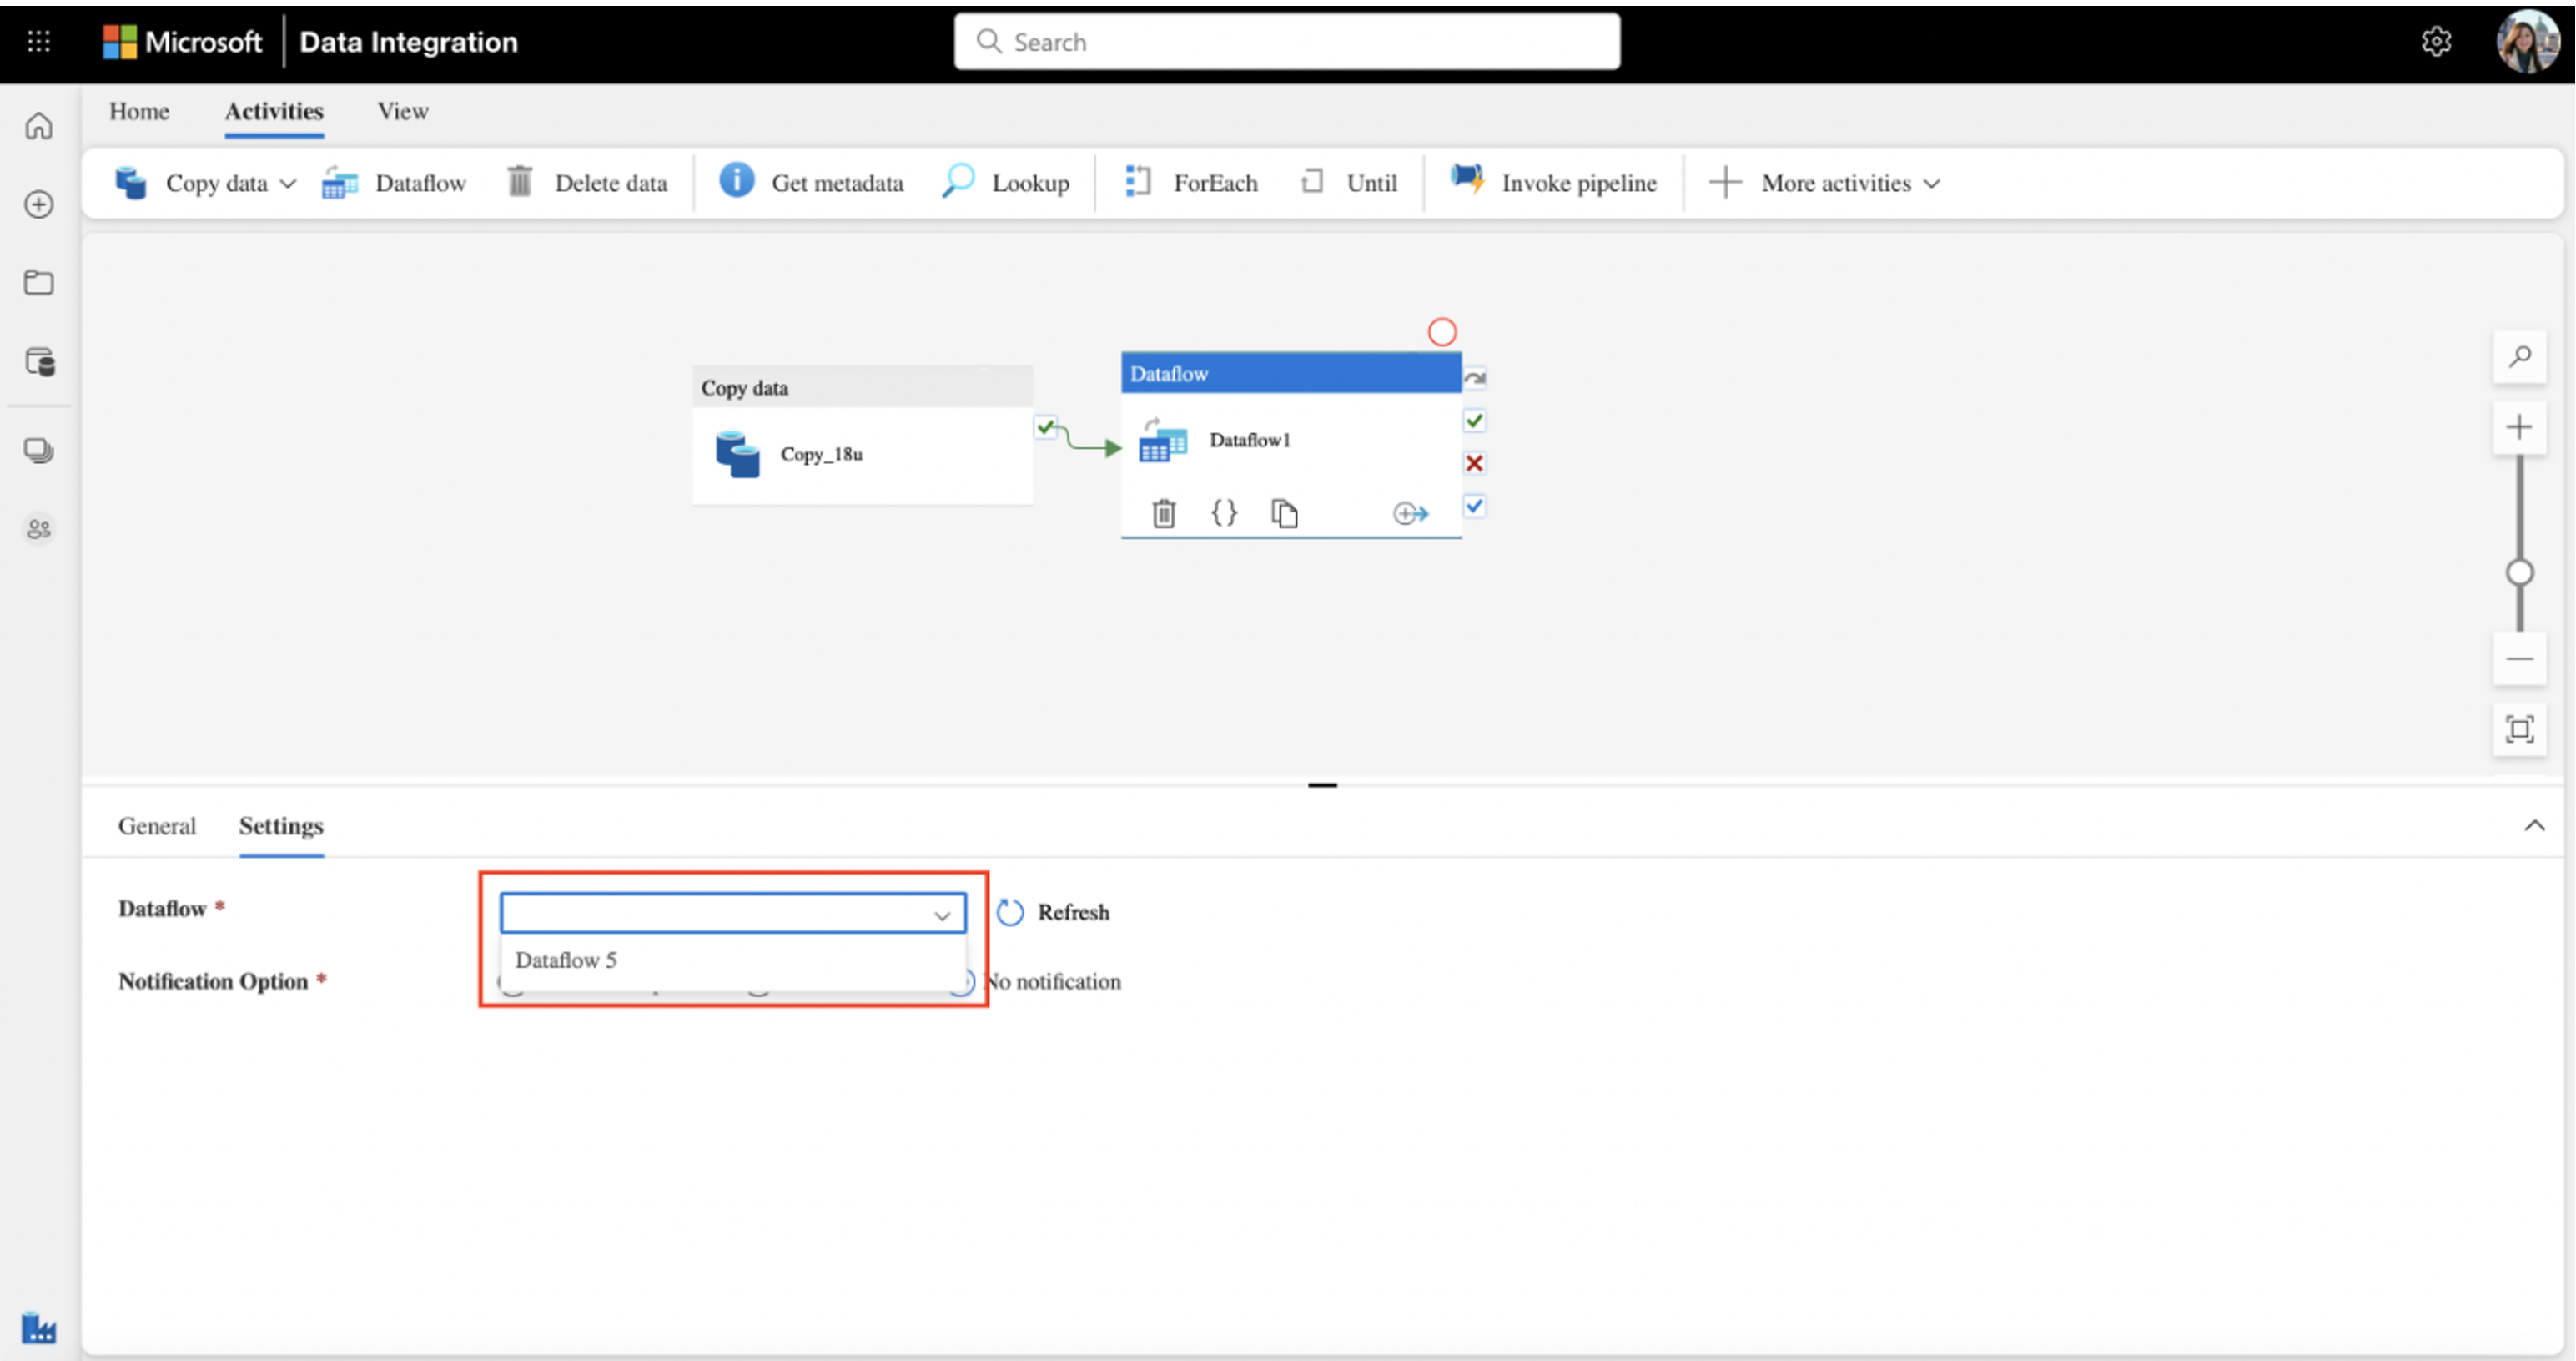 Microsoft Data Integration
Search
Home Activities View
Copy data Dataflow Delete data Get metadata Lookup ForEach Until Invoke pipeline More activities
Copy data
Copy_18u
Dataflow
Dataflow1
General Settings
Dataflow * Refresh
Dataflow 5
Notification Option * No notification